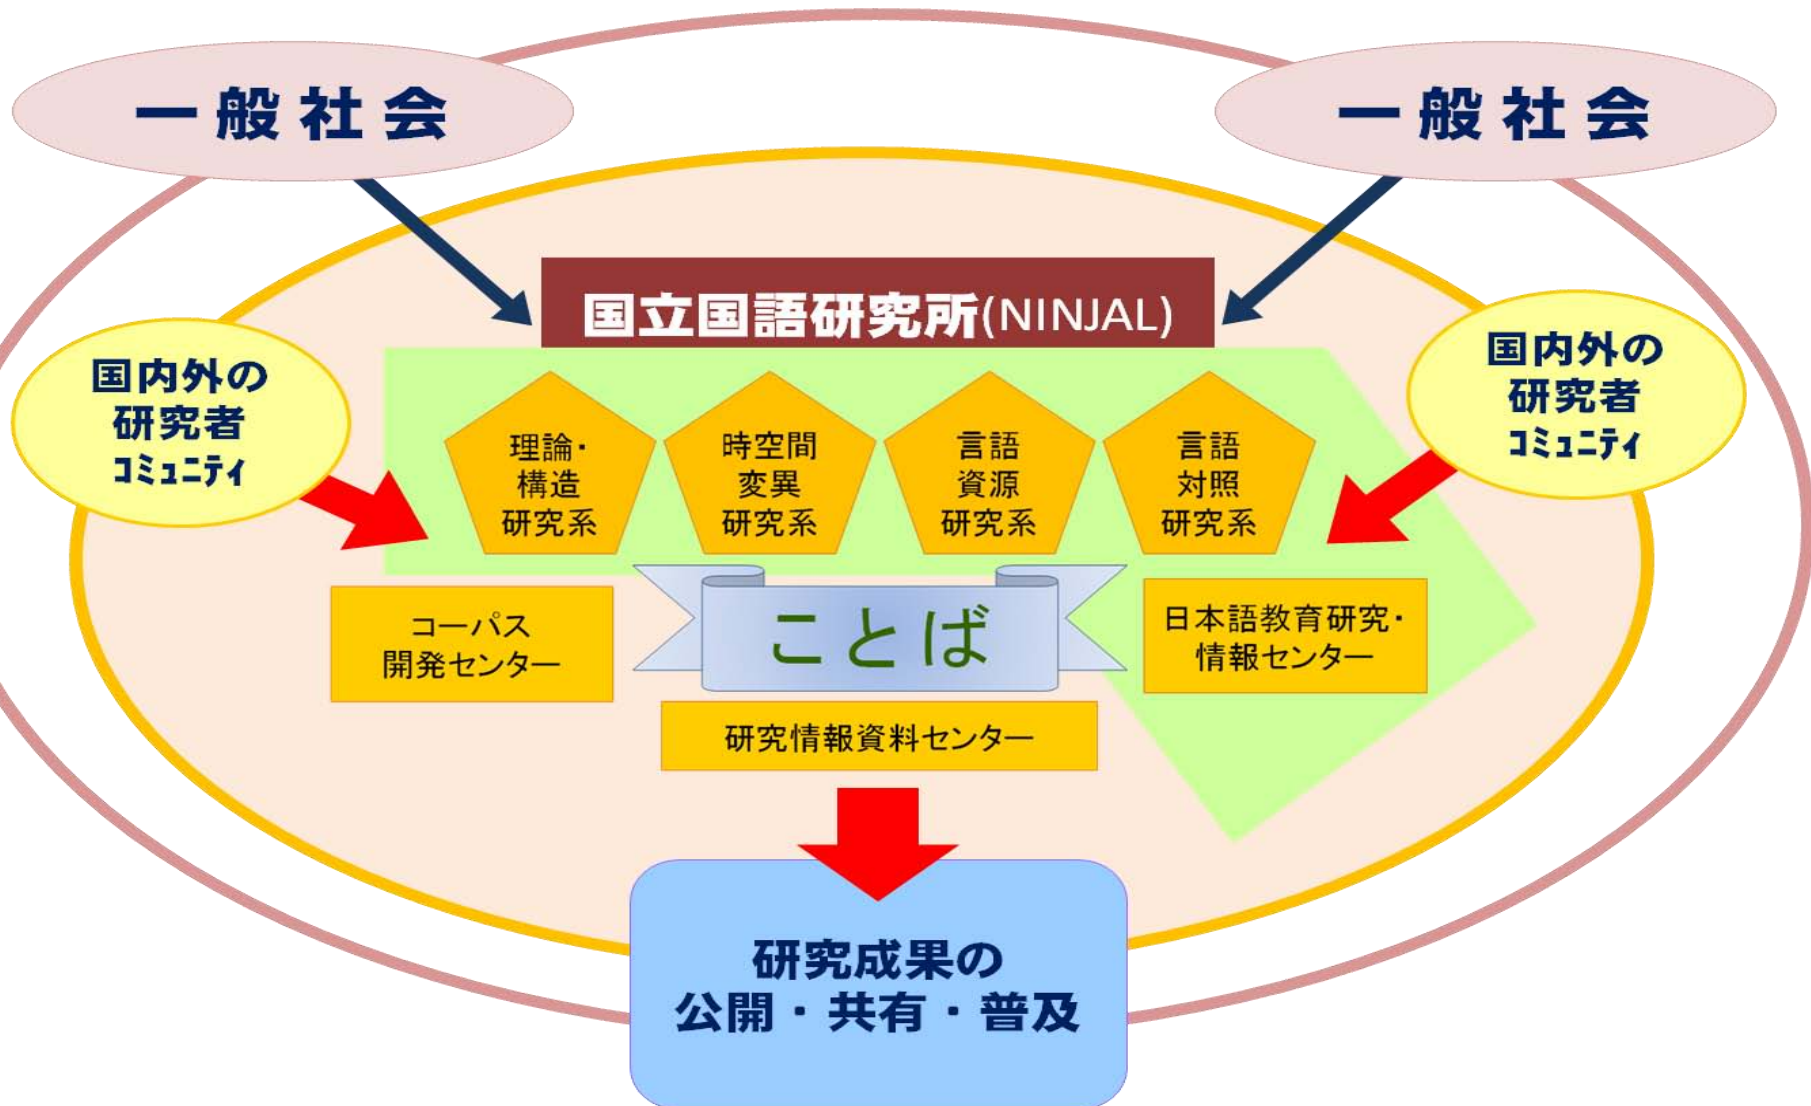 一般社会
一般社会
国立国語研究所(NINJAL)
国内外の
研究者
コミュニティ
国内外の
研究者
コミュニティ
理論・
構造
研究系
時空間
変異
研究系
言語
資源
研究系
言語
対照
研究系
コーパス
開発センター
ことば
日本語教育研究・
情報センター
研究情報資料センター
研究成果の
公開・共有・普及